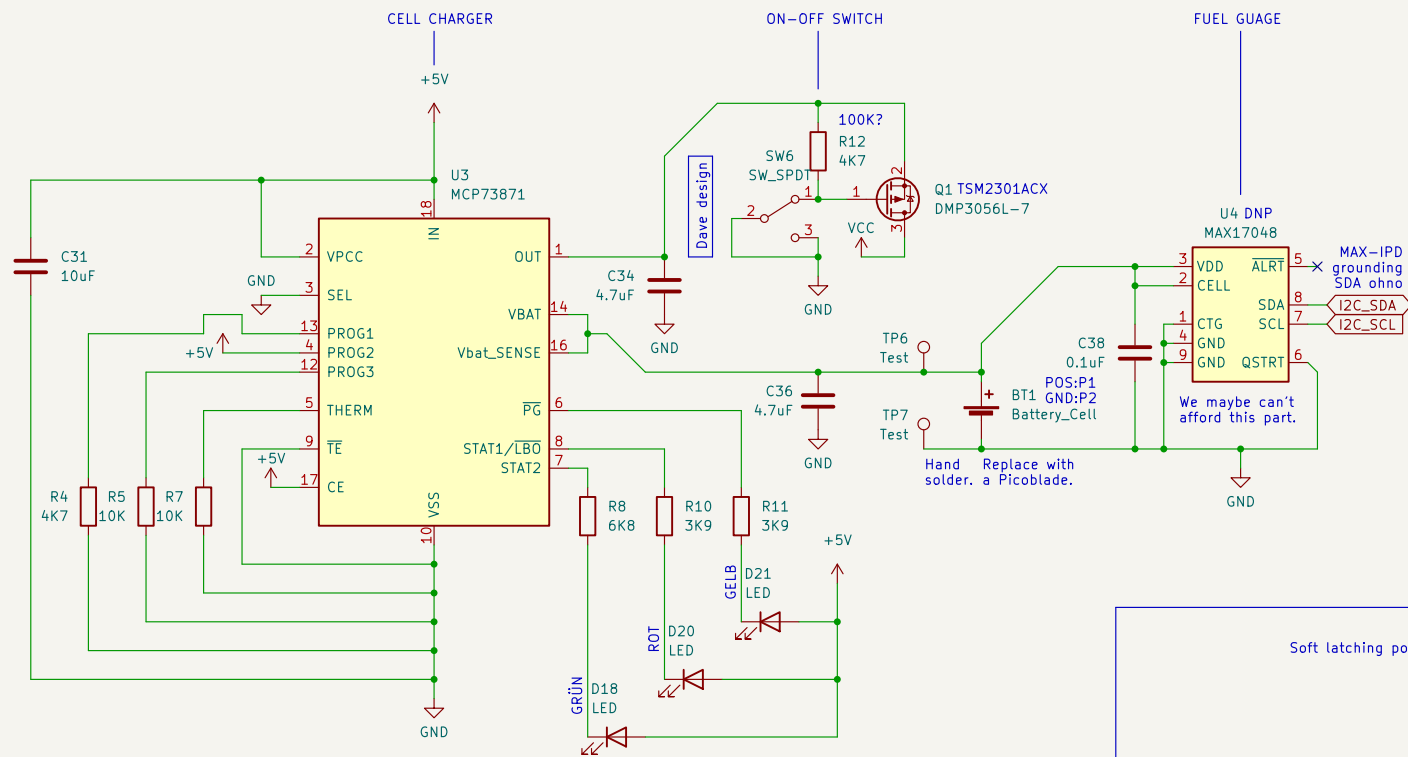 CELL CHARGER
ON-OFF SWITCH
FUEL GUAGE
+5V
100K?
R12
4K7
SW6
SW_SPDT
U3
MCP73871
Dave design
1
2
3
1
2
3
Q1 TSM2301ACX
DMP3056L-7
VCC
GND
U4 DNP
MAX17048
18
IN
2 VPCC
OUT 1
C31
10uF
GND
3 SEL
C34
4.7uF
GND
VBAT 14
13 PROG1
+5V
4 PROG2
Vbat_SENSE 16
12 PROG3
5 THERM
PG 6
9 TE
STAT1/LBO 8
+5V
STAT2 7
17 CE
VSS
10
R4
4K7
R5
10K
R7
10K
R8
6K8
R10
3K9
R11
3K9
TP6
Test
C36
4.7uF
GND
TP7
Test
BT1
Battery_Cell
+
POS:P1
GND:P2
C38
0.1uF
3 VDD
ALRT 5
2 CELL
SDA 8
1 CTG
SCL 7
4 GND
9 GND
QSTRT 6
MAX-IPD
grounding
SDA ohno
I2C_SDA
I2C_SCL
We maybe can't
afford this part.
Hand
solder.
Replace with
a Picoblade.
GND
+5V
GELB
D21
LED
ROT
D20
LED
GRÜN
D18
LED
GND
Soft latching po